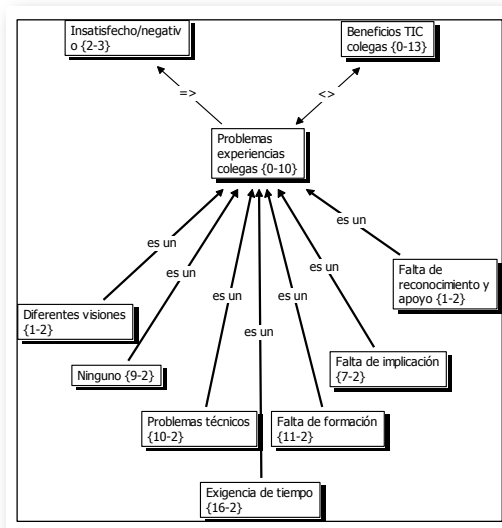 Insatisfecho/negativ
o {2-3}
Beneficios TIC
colegas {0-13}
=>
<>
Problemas
experiencias
colegas {0-10}
es un
es un
es un
es un
es un
es un
es un
Falta de
reconocimiento y
apoyo {1-2}
Diferentes visiones
{1-2}
Falta de implicación
{7-2}
Ninguno {9-2}
Problemas técnicos
{10-2}
Falta de formación
{11-2}
Exigencia de tiempo
{16-2}